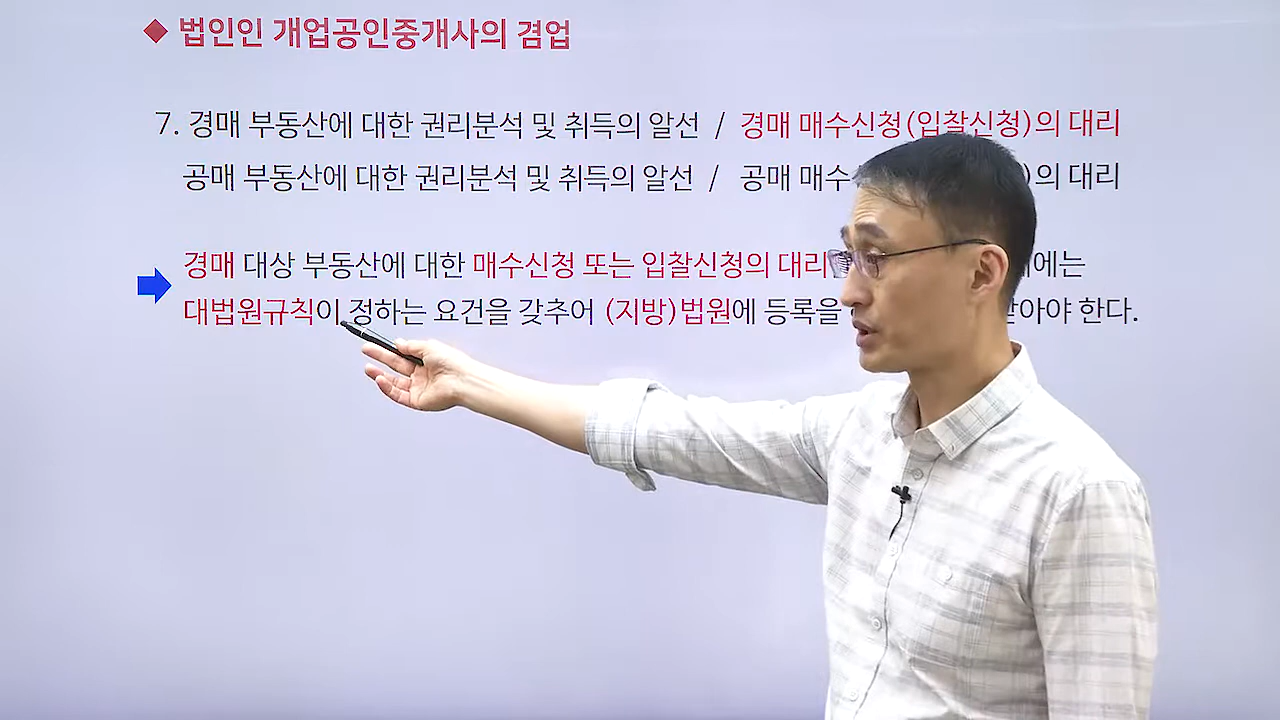 ◆ 법인인 개업공인중개사의 겸업
7. 경매 부동산에 대한 권리분석 및 취득의 알선 / 경매 매수신청(입찰신청)의 대리
공매 부동산에 대한 권리분석 및 취득의 알선 / 공매 매수 )의 대리
경매 대상 부동산에 대한 매수신청 또는 입찰신청의 대리 에는
대법원규칙이 정하는 요건을 갖추어 (지방)법원에 등록을 받아야 한다.